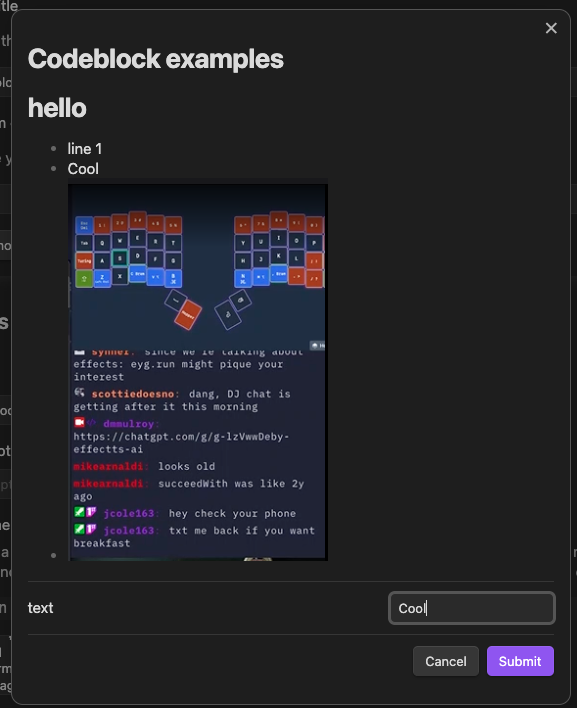 Codeblock examples
hello
line 1
Cool
Tab Q W E R T
Y U I O P
A S D F G
H J K L
Z X
synner: since we're talking about
effects: eyg.run might pique your
interest
scottiedoesno: dang, DJ chat is
getting after it this morning
dmmulroy:
https://chatgpt.com/g/g-lzVwwDeby-
effectts-ai
mikearnaldi: looks old
mikearnaldi: succeedWith was like 2y
ago
jcole163: hey check your phone
jcole163: txt me back if you want
breakfast
text
Cool
Cancel
Submit